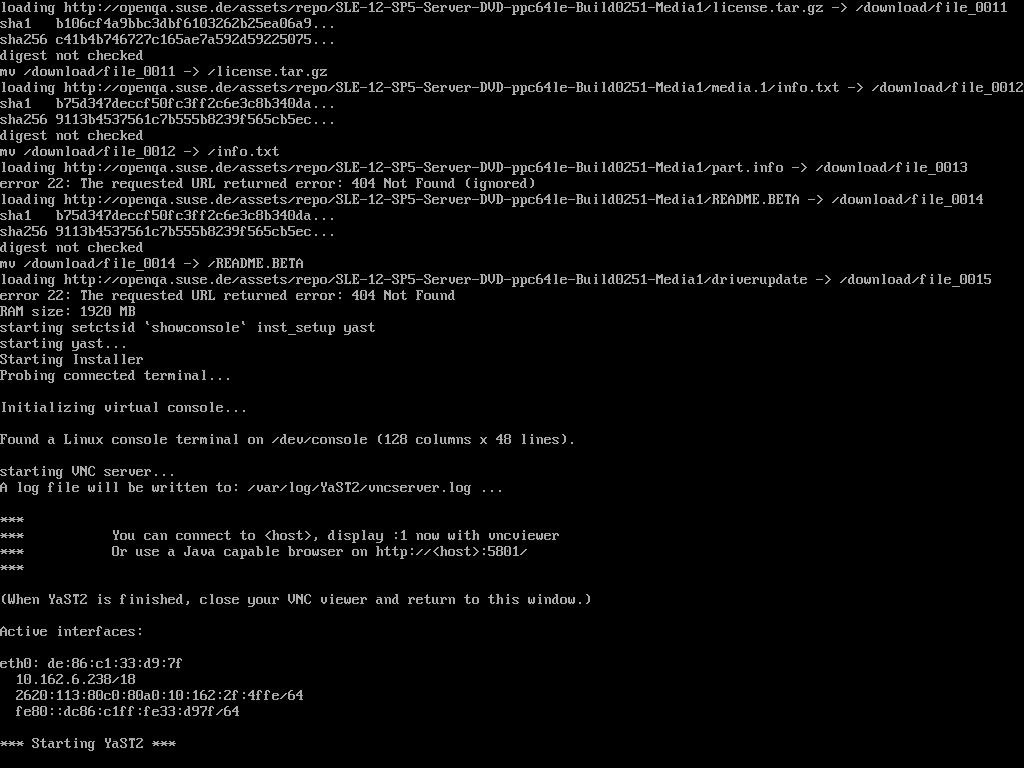 loading http://openqa.suse.de/assets/repo/SLE-12-SP5-Server-DVD-ppc64le-Build0251-Media1/license.tar.gz -> /download/file_0011
sha1   b106cf4a9bbc3dbf6103262b25ea06a9...
sha256 c41b4b746727c165ae7a592d59225075...
digest not checked
mv /download/file_0011 -> /license.tar.gz
loading http://openqa.suse.de/assets/repo/SLE-12-SP5-Server-DVD-ppc64le-Build0251-Media1/media.1/info.txt -> /download/file_0012
sha1   b75d347deccf50fc3ff2c6e3c8b340da...
sha256 9113b4537561c7b555b8239f565cb5ec...
digest not checked
mv /download/file_0012 -> /info.txt
loading http://openqa.suse.de/assets/repo/SLE-12-SP5-Server-DVD-ppc64le-Build0251-Media1/part.info -> /download/file_0013
error 22: The requested URL returned error: 404 Not Found (ignored)
loading http://openqa.suse.de/assets/repo/SLE-12-SP5-Server-DVD-ppc64le-Build0251-Media1/README.BETA -> /download/file_0014
sha1   b75d347deccf50fc3ff2c6e3c8b340da...
sha256 9113b4537561c7b555b8239f565cb5ec...
digest not checked
mv /download/file_0014 -> /README.BETA
loading http://openqa.suse.de/assets/repo/SLE-12-SP5-Server-DVD-ppc64le-Build0251-Media1/driverupdate -> /download/file_0015
error 22: The requested URL returned error: 404 Not Found
RAM size: 1920 MB
starting setctsid `showconsole` inst_setup yast
starting yast...
Starting Installer
Probing connected terminal...
Initializing virtual console...
Found a Linux console terminal on /dev/console (128 columns x 48 lines).
starting VNC server...
A log file will be written to: /var/log/YaST2/vncserver.log ...
***
***           You can connect to <host>, display :1 now with vncviewer
***           Or use a Java capable browser on http://<host>:5801/
***
(When YaST2 is finished, close your VNC viewer and return to this window.)
Active interfaces:
eth0: de:86:c1:33:d9:7f
  10.162.6.238/18
  2620:113:80c0:80a0:10:162:2f:4ffe/64
  fe80::dc86:c1ff:fe33:d97f/64
*** Starting YaST2 ***